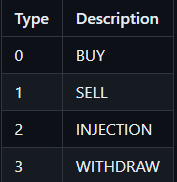 Type Description
0 BUY
1 SELL
2 INJECTION
3 WITHDRAW